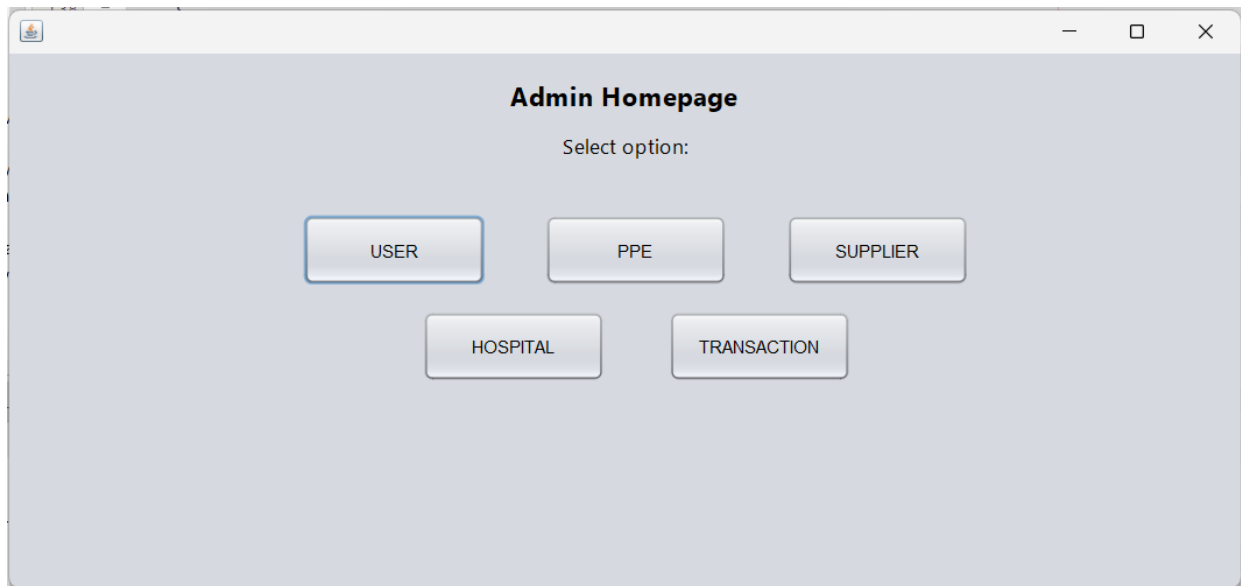 Admin Homepage
Select option:
USER PPE SUPPLIER
HOSPITAL TRANSACTION